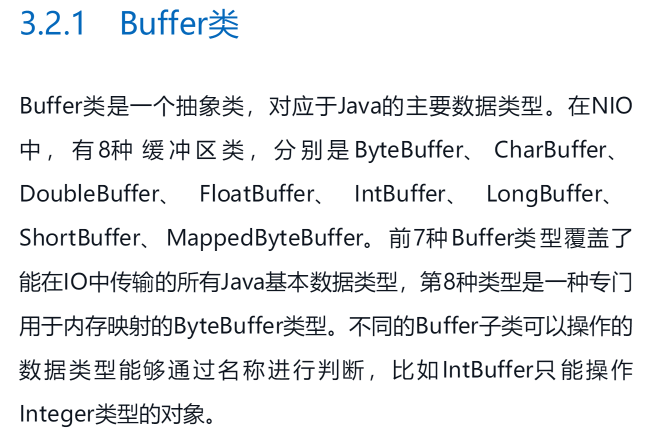 3.2.1 Buffer类
Buffer类是一个抽象类，对应于Java的主要数据类型。在NIO
中，有8种 缓冲区类，分别是ByteBuffer、 CharBuffer、
DoubleBuffer、 FloatBuffer、 IntBuffer、 LongBuffer、
ShortBuffer、MappedByteBuffer。前7种Buffer类型覆盖了
能在IO中传输的所有Java基本数据类型，第8种类型是一种专门
用于内存映射的ByteBuffer类型。不同的Buffer子类可以操作的
数据类型能够通过名称进行判断，比如IntBuffer只能操作
Integer类型的对象。